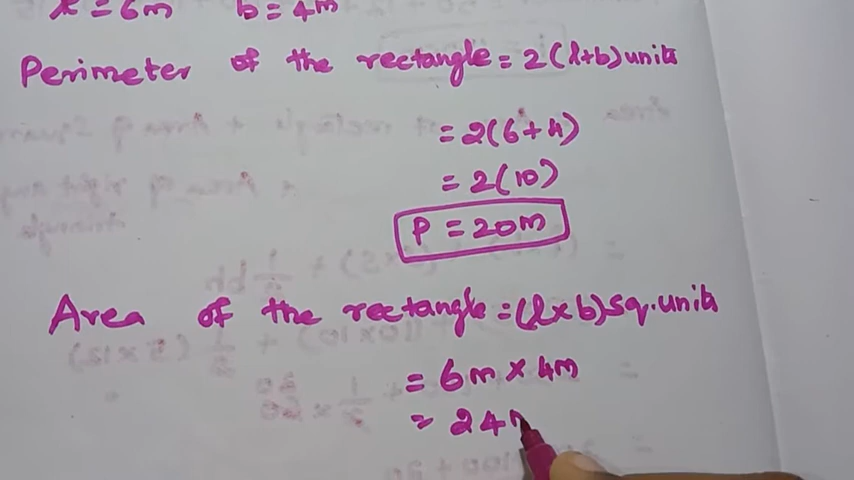 l = 6m b = 4m
Perimeter of the rectangle = 2(l+b) units
= 2(6+4)
= 2(10)
P = 20m
Area of the rectangle = (l×b) sq.units
= 6m × 4m
= 24